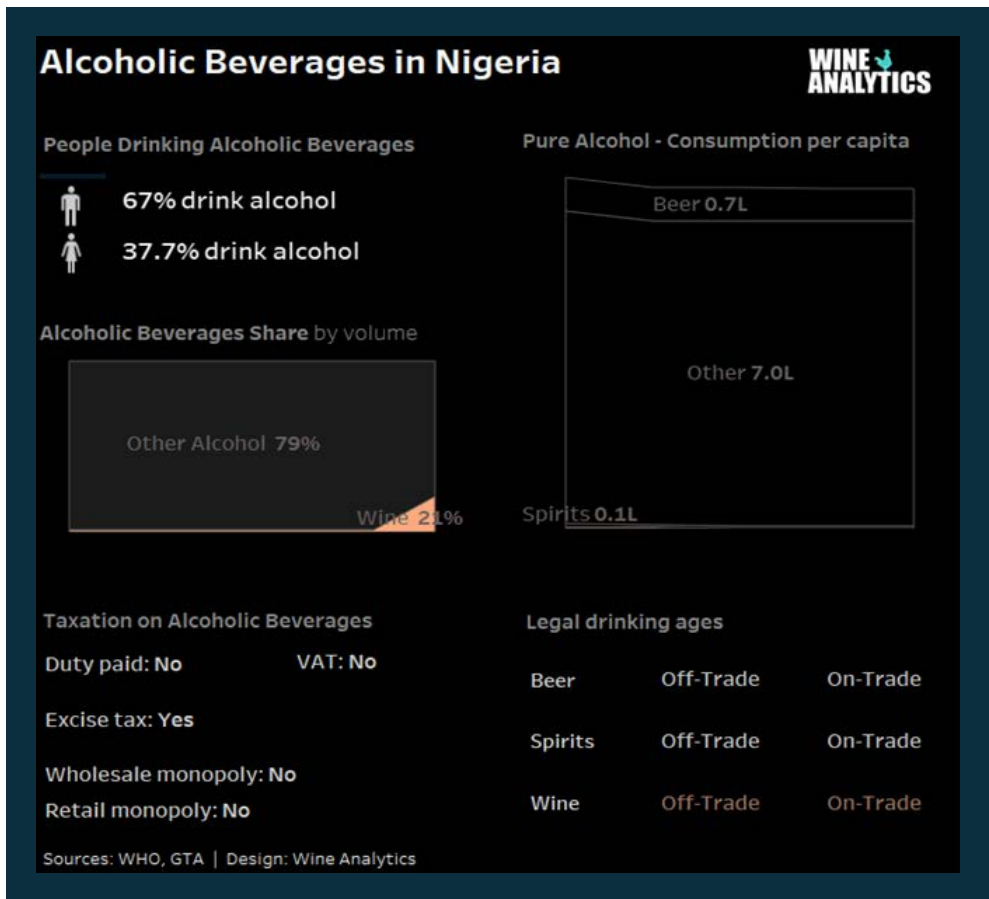 Alcoholic Beverages in Nigeria
WINE
ANALYTICS
People Drinking Alcoholic Beverages
67% drink alcohol
37.7% drink alcohol
Alcoholic Beverages Share by volume
Other Alcohol 79%
Wine 21%
Pure Alcohol - Consumption per capita
Beer 0.7L
Other 7.0L
Spirits 0.1L
Taxation on Alcoholic Beverages
Duty paid: No VAT: No
Excise tax: Yes
Wholesale monopoly: No
Retail monopoly: No
Legal drinking ages
Beer Off-Trade On-Trade
Spirits Off-Trade On-Trade
Wine Off-Trade On-Trade
Sources: WHO, GTA | Design: Wine Analytics